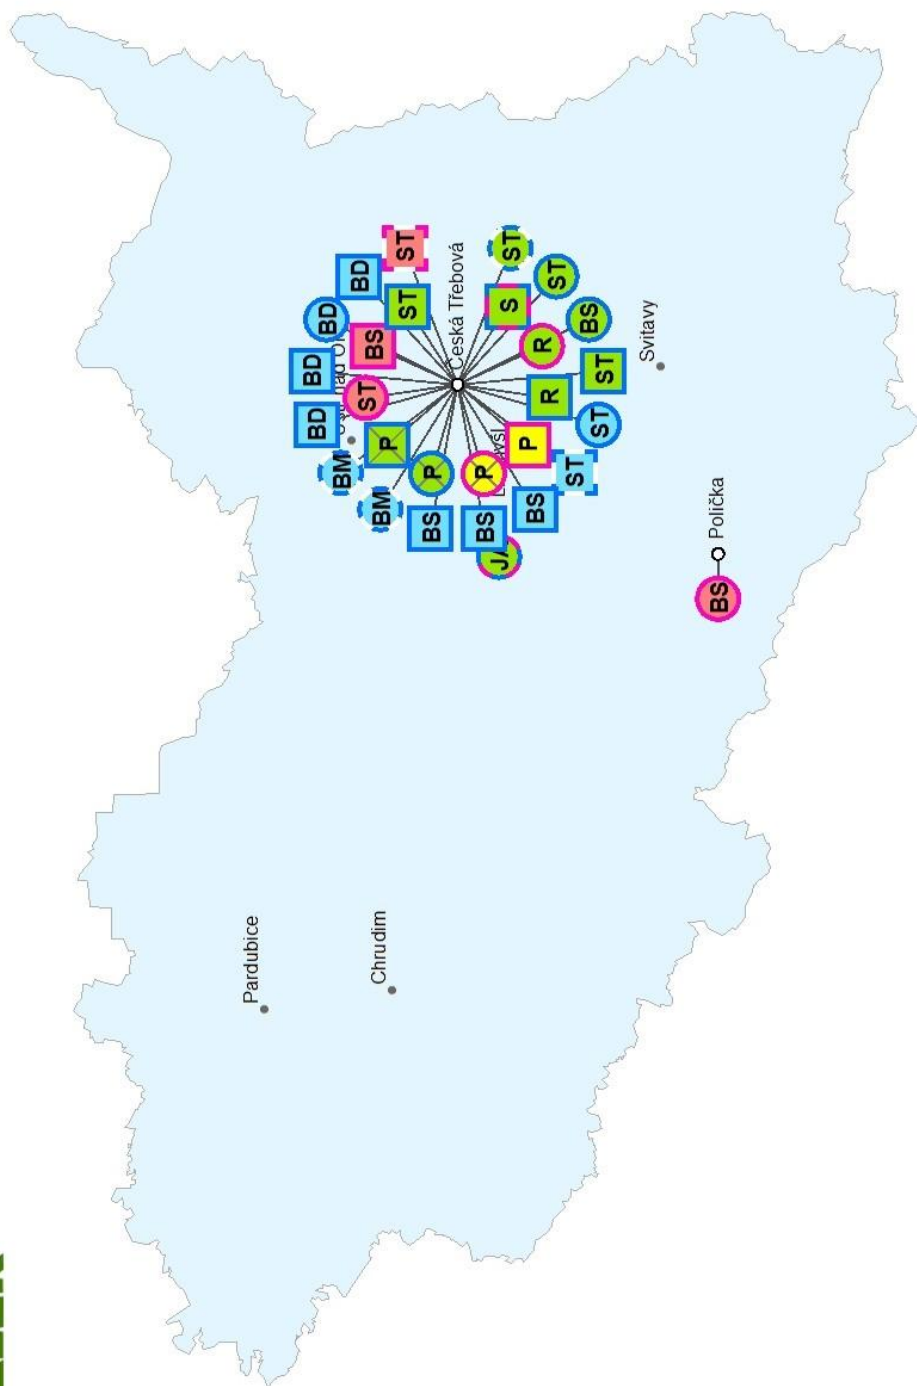 Pardubice
Chrudim
Česká Třebová
Svitavy
Polička
BM
BD
BD
BD
BD
BM
P
ST
BS
ST
ST
BS
P
BS
P
BS
P
R
R
S
ST
ST
BS
ST
ST
ST
BS